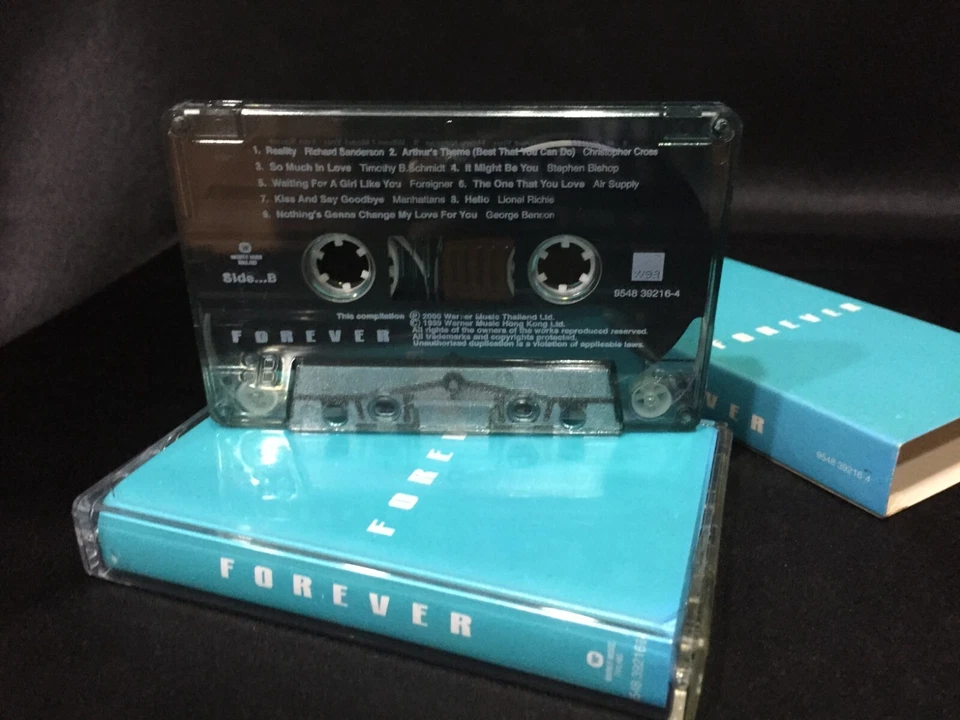 1. Reality Richard Sanderson 2. Arthur's Theme (Best That You Can Do) Christopher Cross
3. So Much In Love Timothy B.Schmidt 4. It Might Be You Stephen Bishop
5. Waiting For A Girl Like You Foreigner 6. The One That You Love Air Supply
7. Kiss And Say Goodbye Manhattans 8. Hello Lionel Richie
9. Nothing's Gonna Change My Love For You George Benson
Side...B
9548 39216-4
This compilation Ⓟ 2000 Warner Music Thailand Ltd.
Ⓒ 1999 Warner Music Hong Kong Ltd.
All rights of the owners of the works reproduced reserved.
All trademarks and copyrights protected.
Unauthorized duplication is a violation of applicable laws.
FOREVER
B
FOREVER
VER
9548 39216-4
FORE
FOREVER